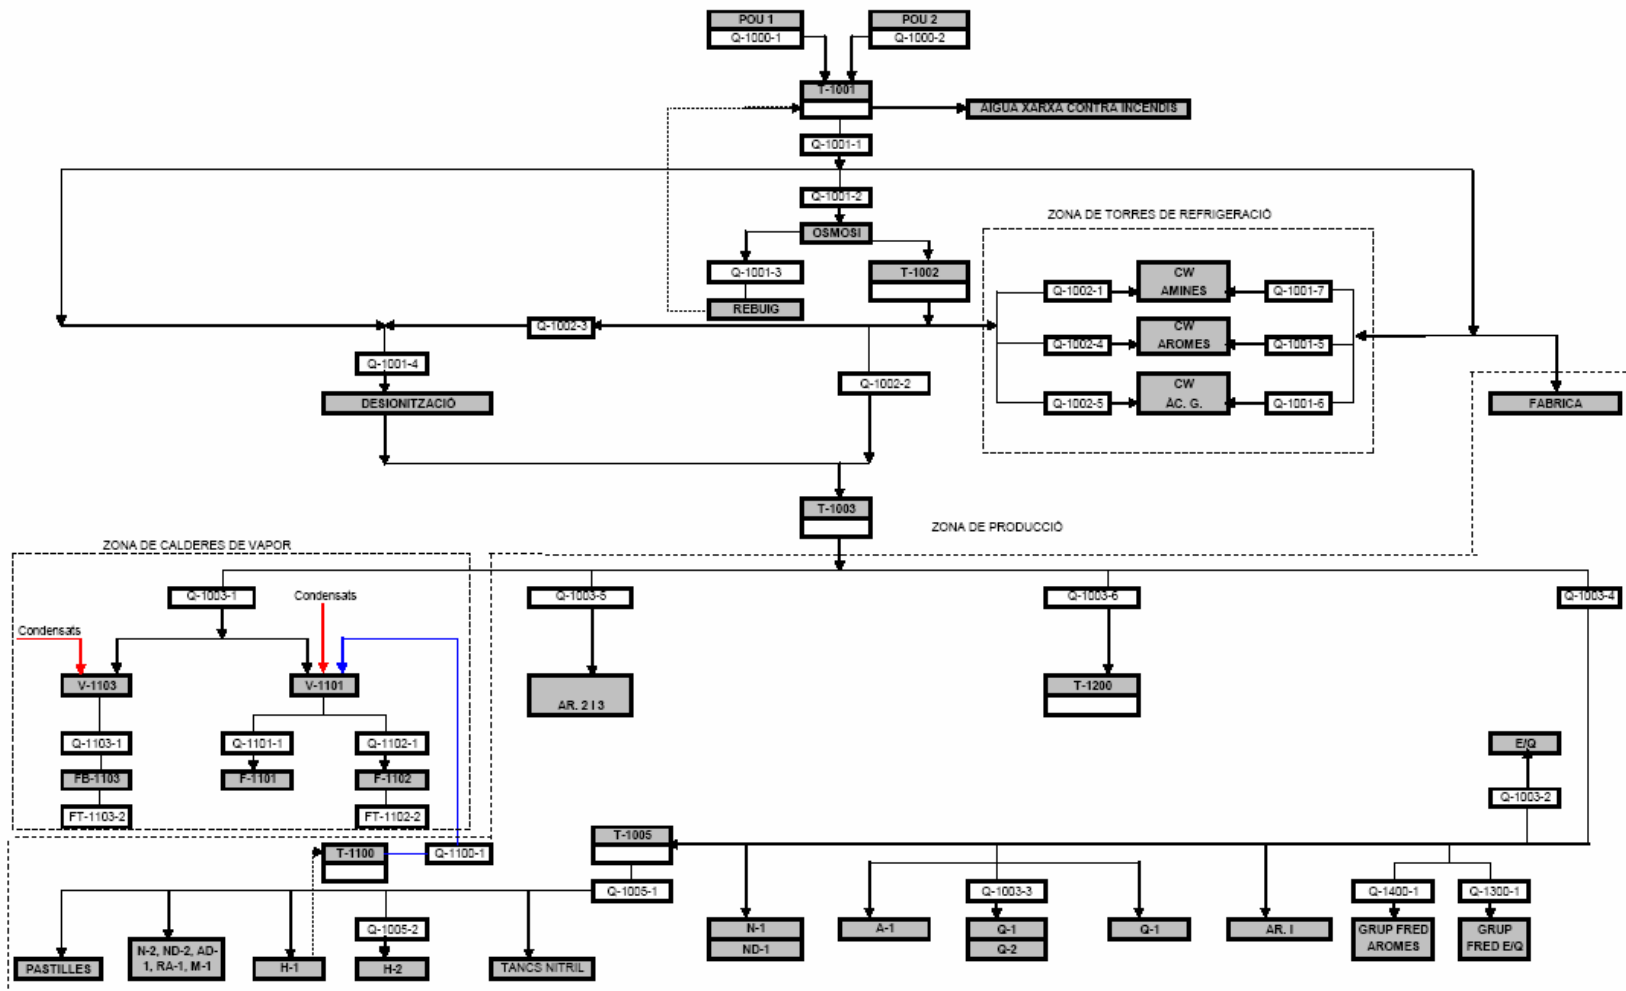 POU 1
POU 2
Q-1000-1
Q-1000-2
T-1001
AIGUA XARXA CONTRA INCENDIS
Q-1001-1
Q-1001-2
ZONA DE TORRES DE REFRIGERACIÓ
OSMOSI
Q-1001-3
T-1002
CW
AMINES
Q-1002-1
Q-1001-7
REBUIG
Q-1002-3
CW
AROMES
Q-1002-4
Q-1001-5
Q-1001-4
Q-1002-2
CW
AC. G.
Q-1002-5
Q-1001-6
DESIONITZACIÓ
FABRICA
T-1003
ZONA DE PRODUCCIÓ
ZONA DE CALDERES DE VAPOR
Q-1003-1
Condensats
Q-1003-5
Q-1003-6
Q-1003-4
Condensats
V-1103
V-1101
AR. 2 I 3
T-1200
Q-1103-1
Q-1101-1
Q-1102-1
E/Q
FB-1103
F-1101
F-1102
Q-1003-2
FT-1103-2
FT-1102-2
T-1005
T-1100
Q-1100-1
Q-1005-1
Q-1003-3
Q-1400-1
Q-1300-1
Q-1005-2
N-1
ND-1
A-1
Q-1
Q-2
Q-1
AR. I
GRUP FRED
AROMES
GRUP
FRED E/Q
PASTILLES
N-2, ND-2, AD-
1, RA-1, M-1
H-1
H-2
TANCS NITRIL